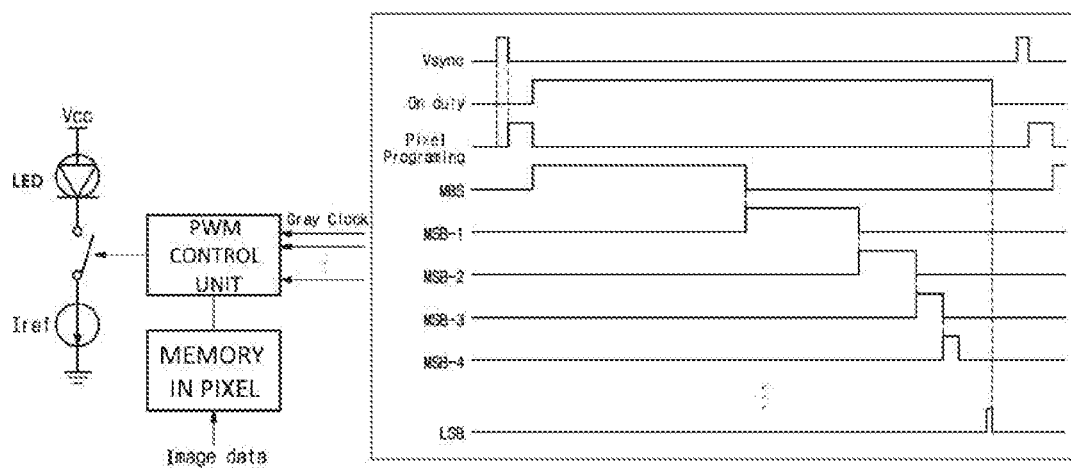 Vcc
LED
Iref
PWM
CONTROL
UNIT
MEMORY
IN PIXEL
Image data
Gray Clock
Vsync
On duty
Pixel
Programing
MBS
MSB-1
MSB-2
MSB-3
MSB-4
LSB